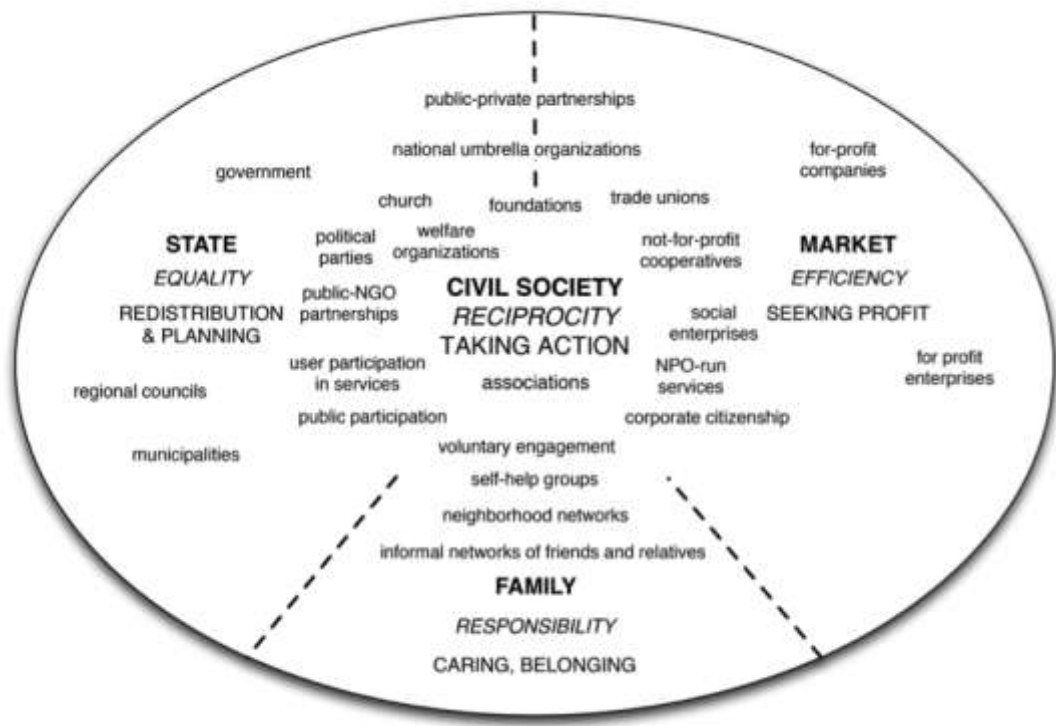 public-private partnerships
national umbrella organizations
government
for-profit
companies
church
foundations
trade unions
political
parties
welfare
organizations
not-for-profit
cooperatives
STATE
EQUALITY
REDISTRIBUTION
& PLANNING
public-NGO
partnerships
CIVIL SOCIETY
RECIPROCITY
TAKING ACTION
social
enterprises
MARKET
EFFICIENCY
SEEKING PROFIT
regional councils
user participation
in services
associations
NPO-run
services
for profit
enterprises
public participation
corporate citizenship
municipalities
voluntary engagement
self-help groups
neighborhood networks
informal networks of friends and relatives
FAMILY
RESPONSIBILITY
CARING, BELONGING